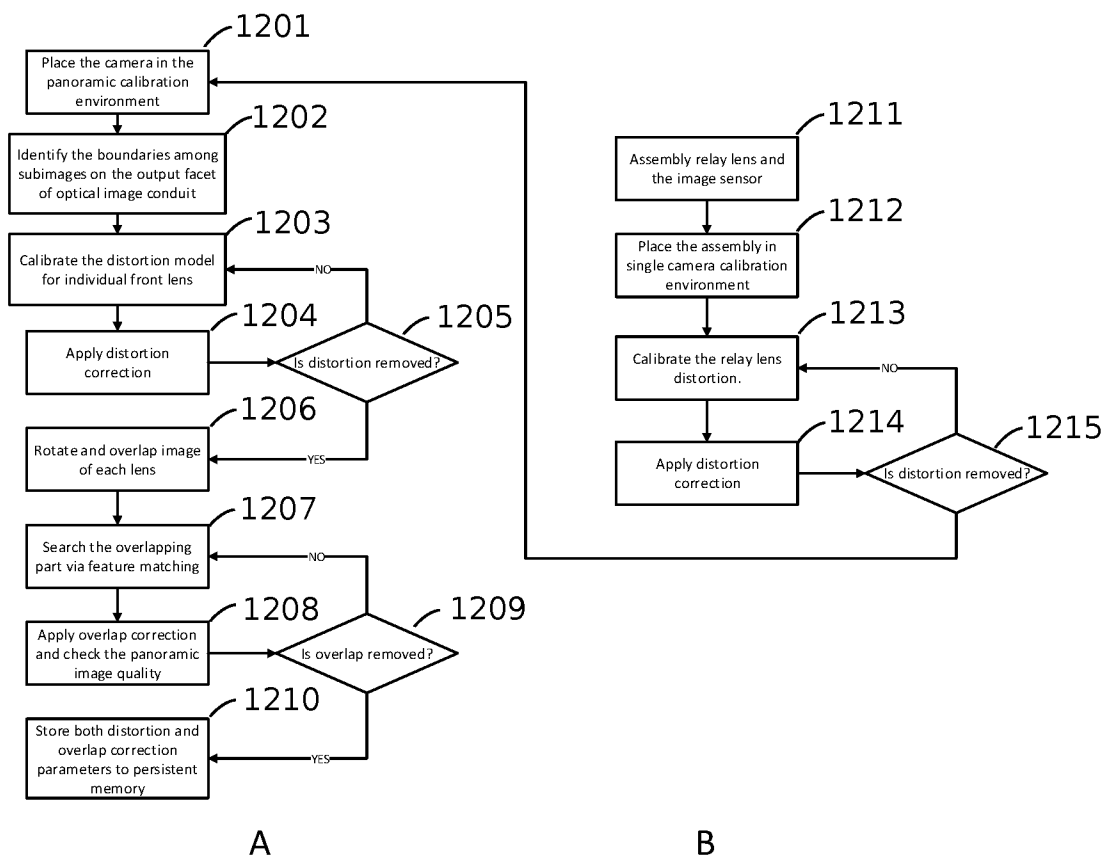 1201
Place the camera in the
panoramic calibration
environment
1202
Identify the boundaries among
subimages on the output facet
of optical image conduit
1203
Calibrate the distortion model
for individual front lens
NO
1204
Apply distortion
correction
1205
Is distortion removed?
1206
Rotate and overlap image
of each lens
YES
1207
Search the overlapping
part via feature matching
NO
1208
Apply overlap correction
and check the panoramic
image quality
1209
Is overlap removed?
1210
Store both distortion and
overlap correction
parameters to persistent
memory
YES
A
1211
Assembly relay lens and
the image sensor
1212
Place the assembly in
single camera calibration
environment
1213
Calibrate the relay lens
distortion.
NO
1214
Apply distortion
correction
1215
Is distortion removed?
B